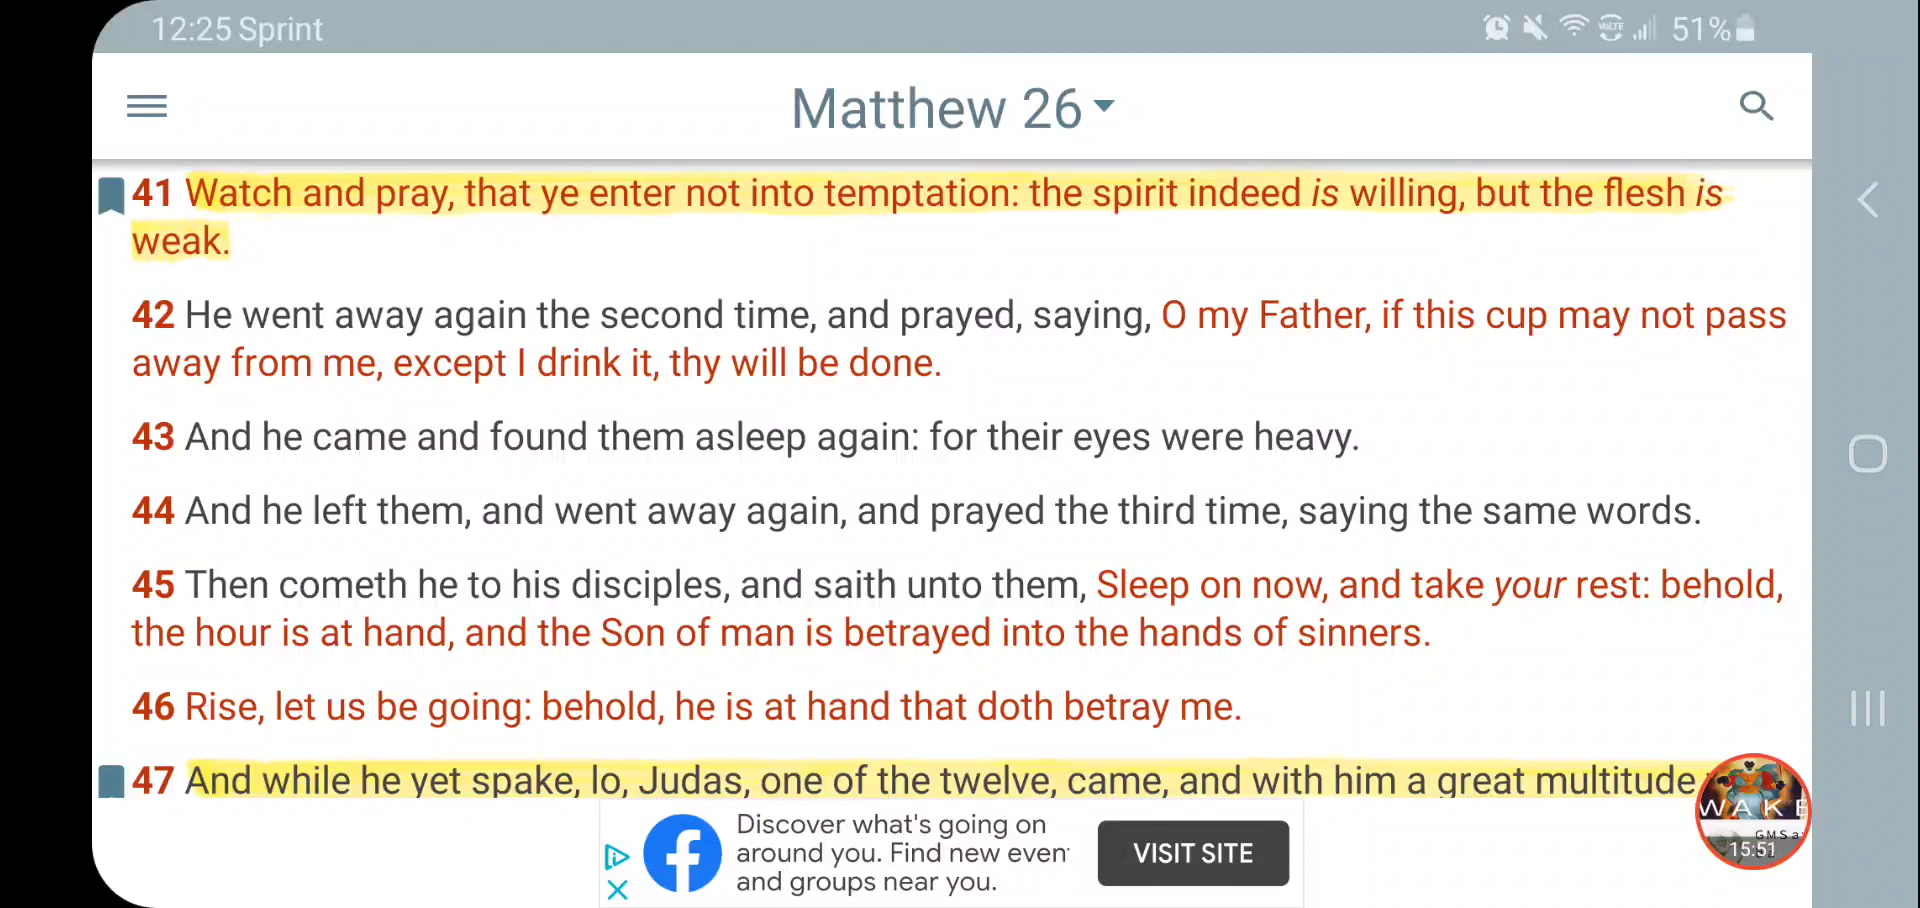 12:25 Sprint
VoLTE
51%
Matthew 26
41 Watch and pray, that ye enter not into temptation: the spirit indeed is willing, but the flesh is
weak.
42 He went away again the second time, and prayed, saying, O my Father, if this cup may not pass
away from me, except I drink it, thy will be done.
43 And he came and found them asleep again: for their eyes were heavy.
44 And he left them, and went away again, and prayed the third time, saying the same words.
45 Then cometh he to his disciples, and saith unto them, Sleep on now, and take your rest: behold,
the hour is at hand, and the Son of man is betrayed into the hands of sinners.
46 Rise, let us be going: behold, he is at hand that doth betray me.
47 And while he yet spake, lo, Judas, one of the twelve, came, and with him a great multitude
Discover what's going on
around you. Find new even
and groups near you.
VISIT SITE
WAKE
GMSa
15:51